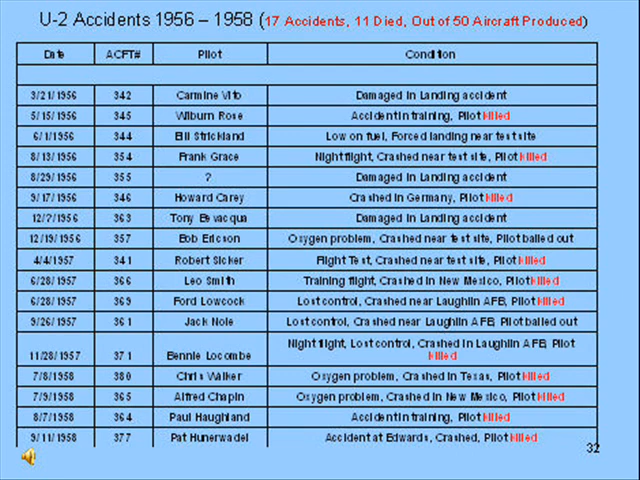 U-2 Accidents 1956 – 1958 (17 Accidents, 11 Died, Out of 50 Aircraft Produced)
Date ACFT# Pilot Condition
3/21/1956 342 Carmine Vito Damaged in Landing accident
5/15/1956 345 Wilburn Rose Accident in training, Pilot killed
6/1/1956 344 Bill Strickland Low on fuel, Forced landing near test site
8/13/1956 354 Frank Grace Night flight, Crashed near test site, Pilot killed
8/29/1956 355 ? Damaged in Landing accident
9/17/1956 346 Howard Carey Crashed in Germany, Pilot killed
12/?/1956 363 Tony Bevacqua Damaged in Landing accident
12/19/1956 357 Bob Ericson Oxygen problem, Crashed near test site, Pilot bailed out
4/4/1957 341 Robert Sicker Flight Test, Crashed near test site, Pilot killed
6/28/1957 366 Leo Smith Training flight, Crashed in New Mexico, Pilot killed
6/28/1957 369 Ford Lowcock Lost control, Crashed near Laughlin AFB, Pilot killed
9/26/1957 361 Jack Nole Lost control, Crashed near Laughlin AFB, Pilot bailed out
Night flight, Lost control, Crashed in Laughlin AFB, Pilot
11/28/1957 371 Bennie Lacombe killed
7/8/1958 380 Chris Walker Oxygen problem, Crashed in Texas, Pilot killed
7/9/1958 365 Alfred Chapin Oxygen problem, Crashed in New Mexico, Pilot killed
8/7/1958 364 Paul Haughland Accident in training, Pilot killed
9/11/1958 377 Pat Hunerwadel Accident at Edwards, Crashed, Pilot killed
32